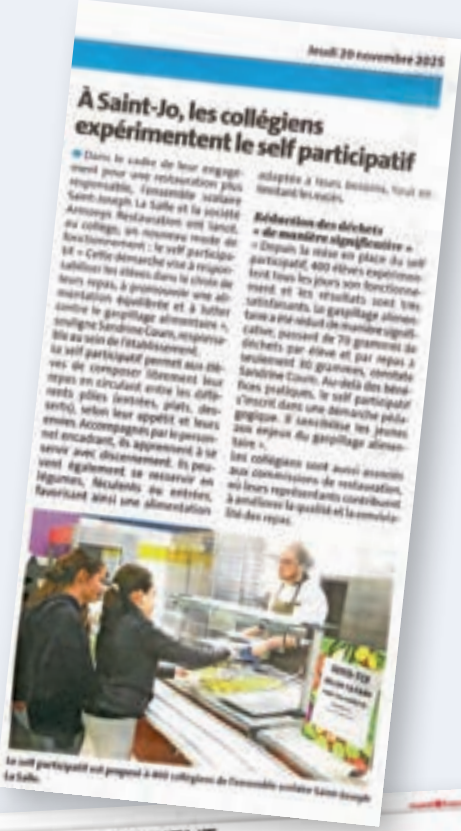 Jeudi 20 novembre 2025
À Saint-Jo, les collégiens
expérimentent le self participatif
Dans le cadre de leur engage-
ment pour une restauration plus
responsable, l'ensemble scolaire
Saint-Joseph La Salle et la société
Restauration ont lancé,
au collège, un nouveau mode de
fonctionnement : le self participa-
tif. « Cette démarche vise à respon-
sabiliser les élèves dans le choix de
leurs repas, à promouvoir une ali-
mentation équilibrée et à lutter
contre le gaspillage alimentaire »,
souligne Sandrine
au sein de l'établissement.
Le self participatif permet aux élè-
ves de composer librement leur
repas en circulant entre les diffé-
rents pôles (entrées, plats, des-
serts), selon leur appétit et leurs
envies. Accompagnés par le person-
nel encadrant, ils apprennent à se
servir avec discernement. Ils peu-
vent également se resservir en
légumes, féculents ou entrées,
favorisant ainsi une alimentation
adaptée à leurs besoins, tout en
limitant les excès.
Réduction des déchets
« de manière significative »
« Depuis la mise en place du self
participatif, 400 élèves expérimen-
tent tous les jours son fonctionne-
ment et les résultats sont très
satisfaisants. Le gaspillage alimen-
taire a été réduit de manière signifi-
cative, passant de 70 grammes de
déchets par élève et par repas à
seulement 30 grammes, constate
Sandrine Au-delà des béné-
fices pratiques, le self participatif
s'inscrit dans une démarche péda-
gogique. Il sensibilise les jeunes
aux enjeux du gaspillage alimen-
taire ».
Les collégiens sont aussi associés
aux commissions de restauration,
où leurs représentants contribuent
à améliorer la qualité et la convivia-
lité des repas.
Le self participatif est proposé à 400 collégiens de l'ensemble scolaire Saint-Joseph
La Salle.